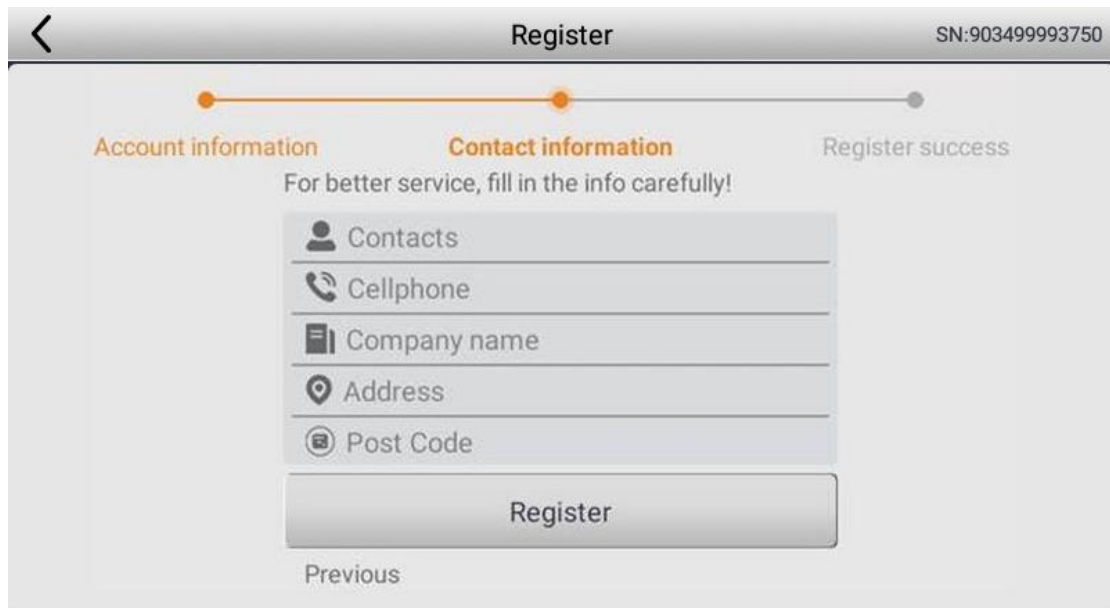 Register SN:903499993750
Account information Contact information Register success
For better service, fill in the info carefully!
Contacts
Cellphone
Company name
Address
Post Code
Register
Previous